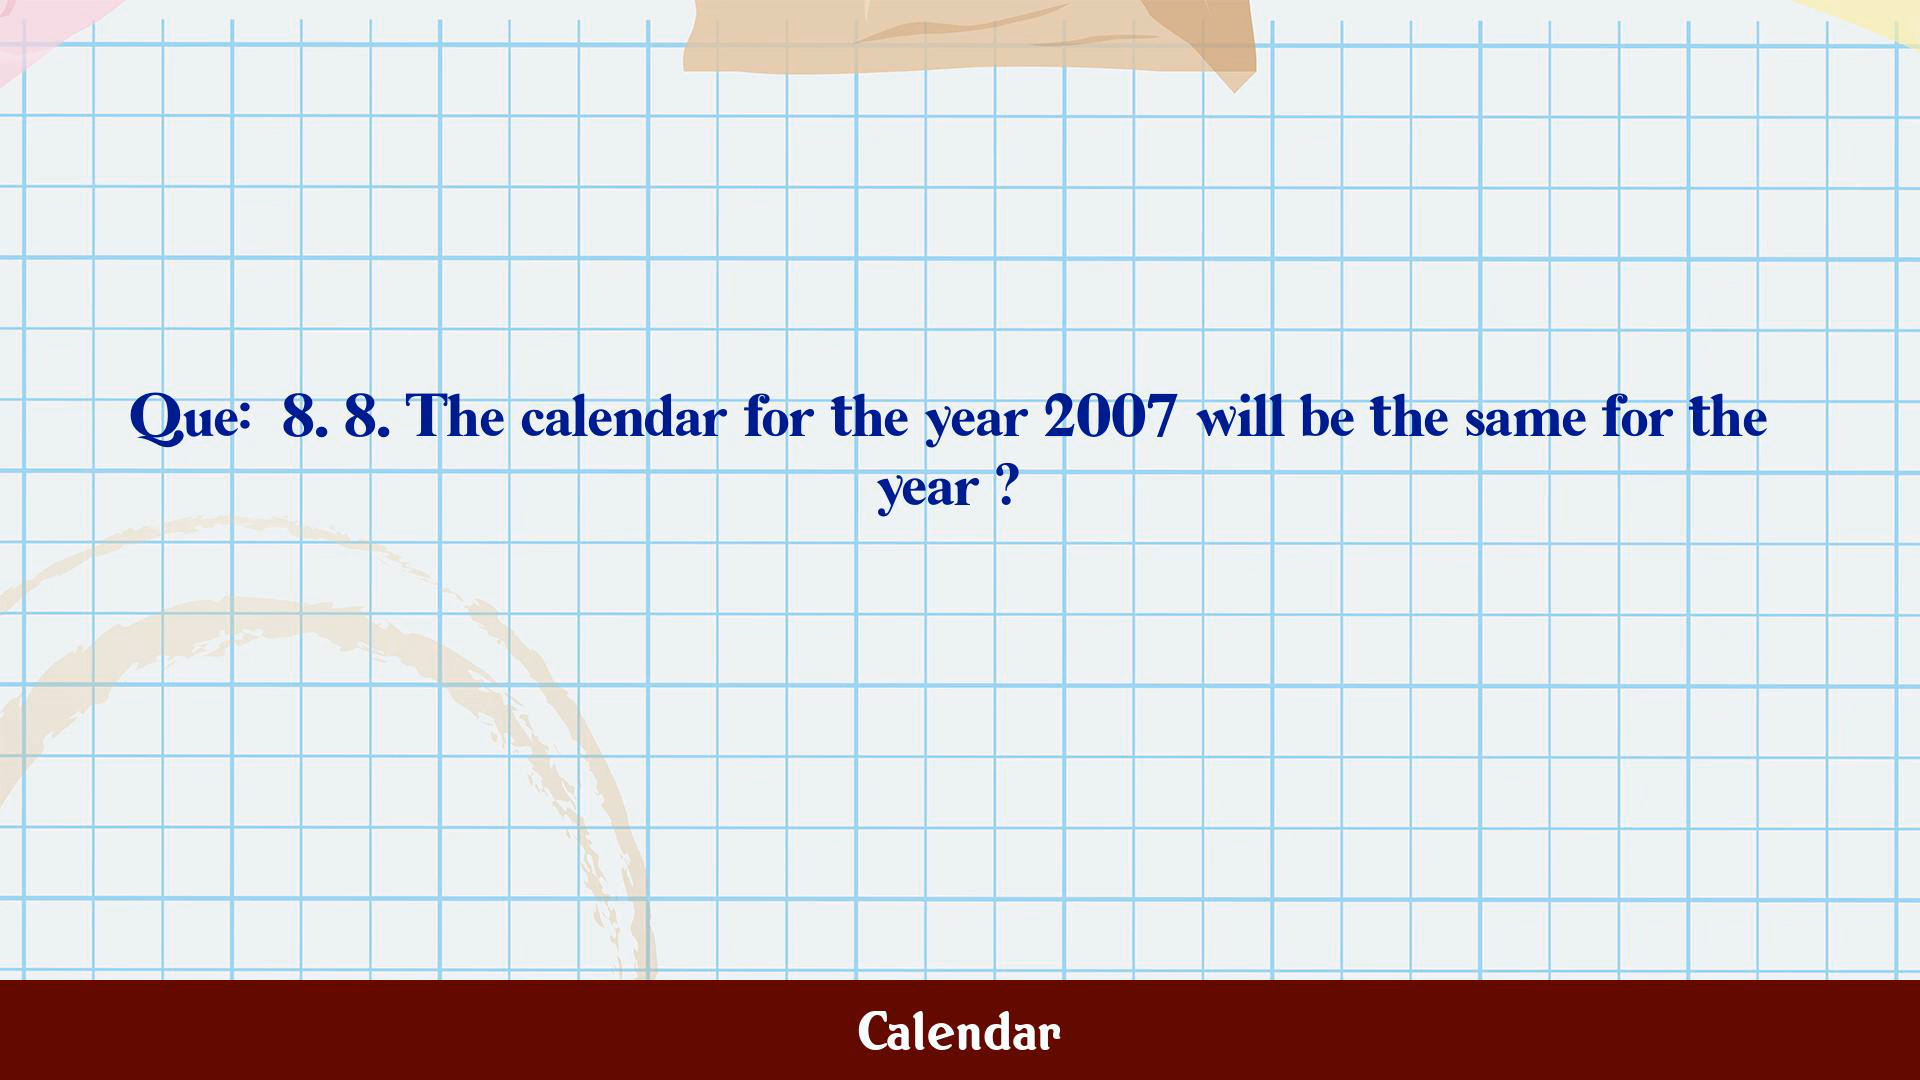 Que: 8. 8. The calendar for the year 2007 will be the same for the
year ?
Calendar